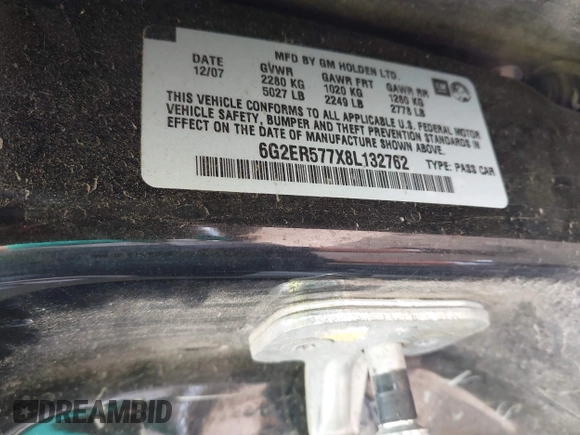 MFD BY GM HOLDEN LTD.
DATE GVWR GAWR FRT GAWR RR
12/07 2280 KG 1020 KG 1260 KG
5027 LB 2249 LB 2778 LB
THIS VEHICLE CONFORMS TO ALL APPLICABLE U.S. FEDERAL MOTOR
VEHICLE SAFETY, BUMPER AND THEFT PREVENTION STANDARDS IN
EFFECT ON THE DATE OF MANUFACTURE SHOWN ABOVE.
6G2ER577X8L132762 TYPE: PASS CAR
GM
DREAMBID